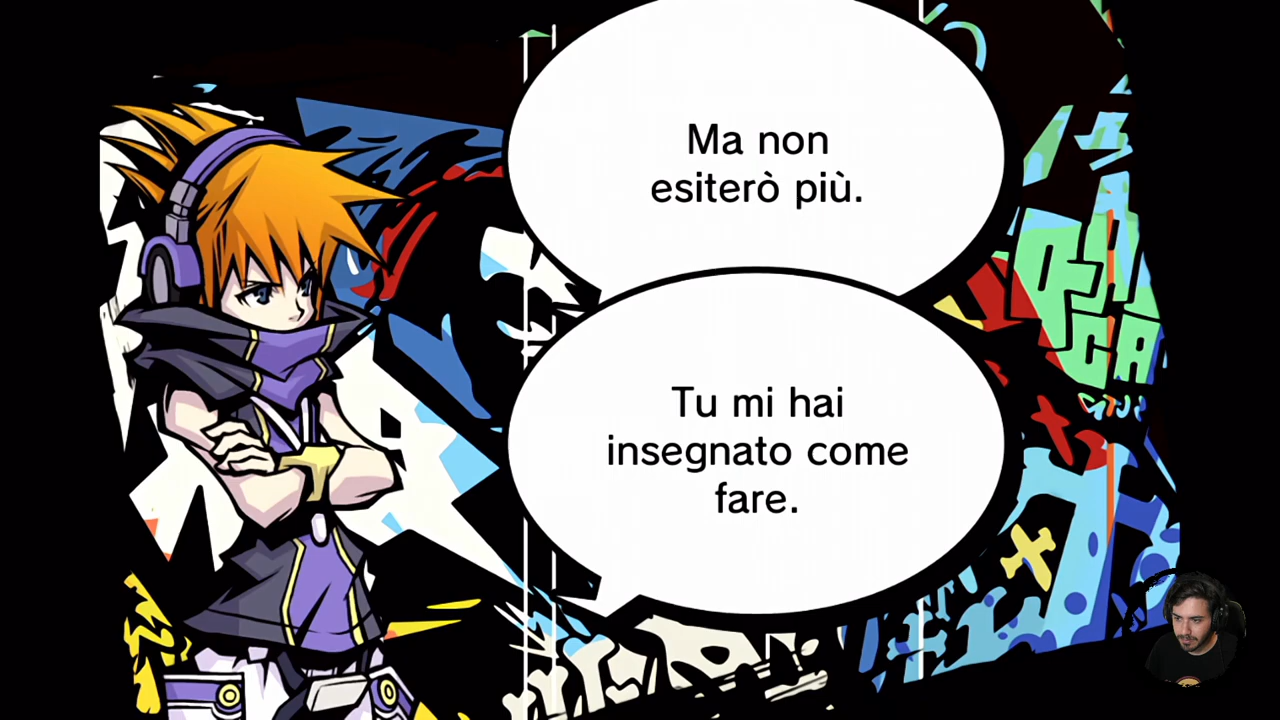 Ma non
esiterò più.
Tu mi hai
insegnato come
fare.